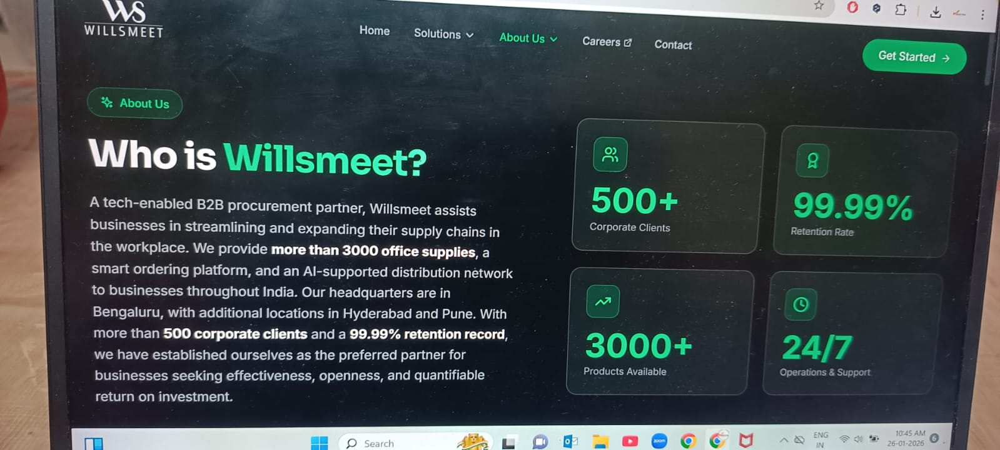 WS
WILLSMEET
Home
Solutions
About Us
Careers
Contact
Get Started
About Us
Who is Willsmeet?
A tech-enabled B2B procurement partner, Willsmeet assists
businesses in streamlining and expanding their supply chains in
the workplace. We provide more than 3000 office supplies, a
smart ordering platform, and an AI-supported distribution network
to businesses throughout India. Our headquarters are in
Bengaluru, with additional locations in Hyderabad and Pune. With
more than 500 corporate clients and a 99.99% retention record,
we have established ourselves as the preferred partner for
businesses seeking effectiveness, openness, and quantifiable
return on investment.
500+
Corporate Clients
99.99%
Retention Rate
3000+
Products Available
24/7
Operations & Support
Search
zoom
ENG
IN
10:45 AM
26-01-2026
6